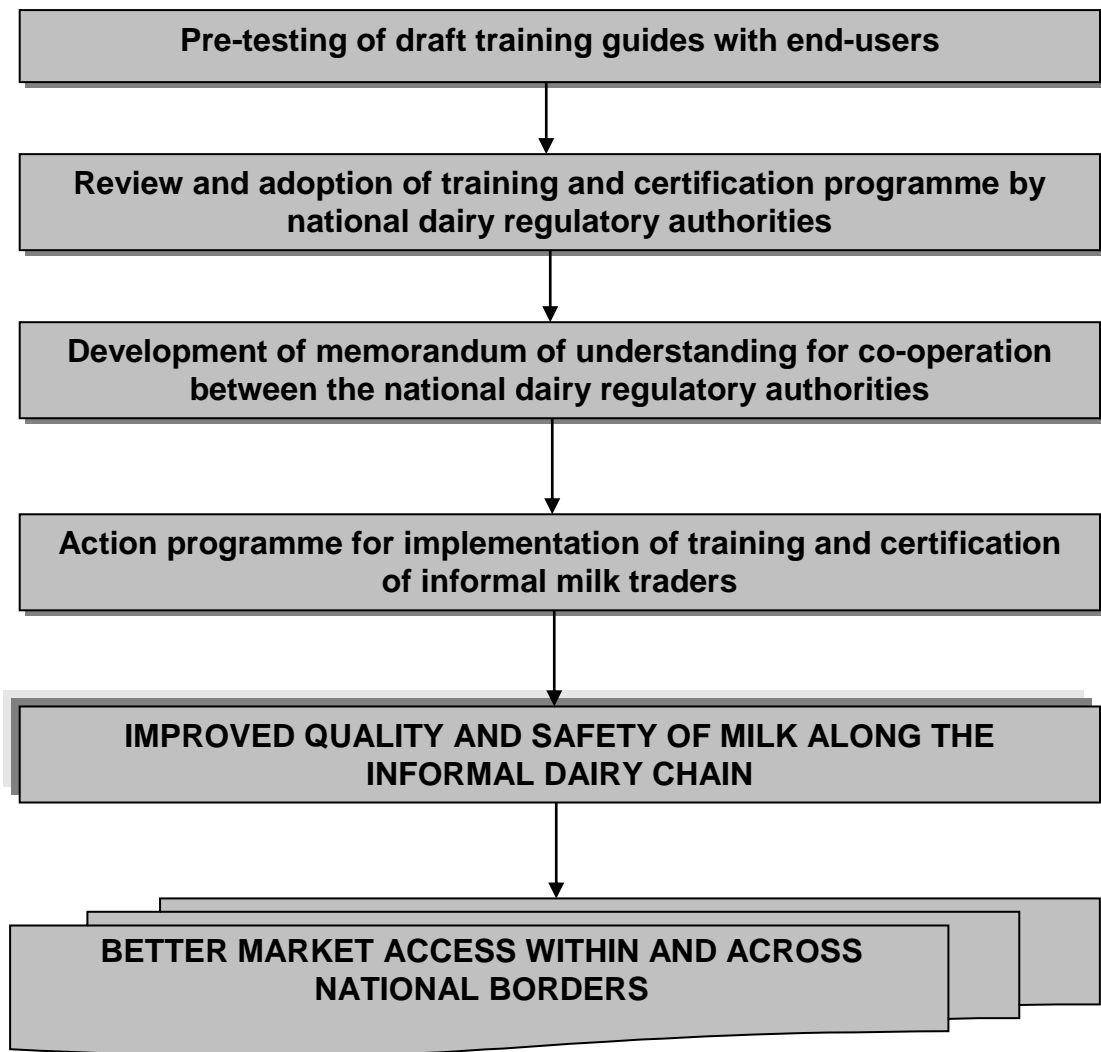 Pre-testing of draft training guides with end-users
Review and adoption of training and certification programme by
national dairy regulatory authorities
Development of memorandum of understanding for co-operation
between the national dairy regulatory authorities
Action programme for implementation of training and certification
of informal milk traders
IMPROVED QUALITY AND SAFETY OF MILK ALONG THE
INFORMAL DAIRY CHAIN
BETTER MARKET ACCESS WITHIN AND ACROSS
NATIONAL BORDERS